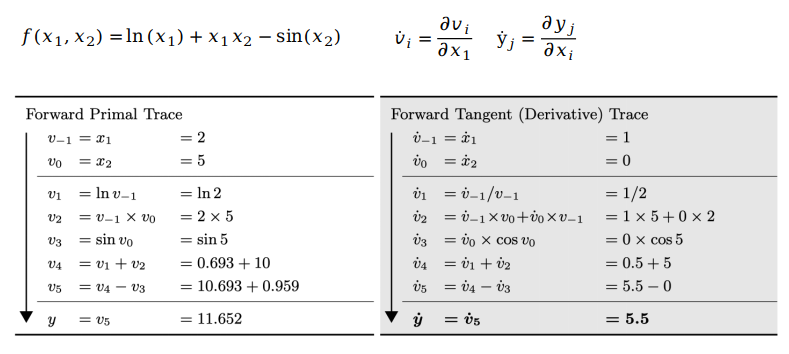 f(x₁, x₂) = ln(x₁) + x₁x₂ − sin(x₂)    v̇ᵢ = ∂vᵢ/∂x₁    ẏⱼ = ∂yⱼ/∂xᵢ
Forward Primal Trace
v₋₁ = x₁ = 2
v₀ = x₂ = 5
v₁ = ln v₋₁ = ln 2
v₂ = v₋₁ × v₀ = 2 × 5
v₃ = sin v₀ = sin 5
v₄ = v₁ + v₂ = 0.693 + 10
v₅ = v₄ − v₃ = 10.693 + 0.959
y = v₅ = 11.652
Forward Tangent (Derivative) Trace
v̇₋₁ = ẋ₁ = 1
v̇₀ = ẋ₂ = 0
v̇₁ = v̇₋₁/v₋₁ = 1/2
v̇₂ = v̇₋₁×v₀+v̇₀×v₋₁ = 1 × 5 + 0 × 2
v̇₃ = v̇₀ × cos v₀ = 0 × cos 5
v̇₄ = v̇₁ + v̇₂ = 0.5 + 5
v̇₅ = v̇₄ − v̇₃ = 5.5 − 0
ẏ = v̇₅ = 5.5